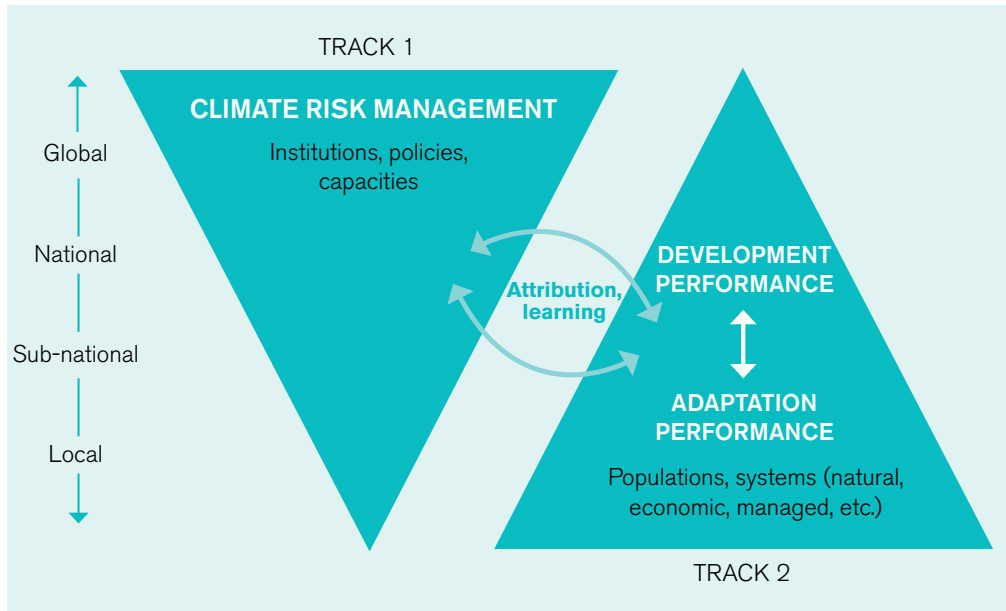 TRACK 1
CLIMATE RISK MANAGEMENT
Institutions, policies,
capacities
Global
National
Sub-national
Local
Attribution,
learning
DEVELOPMENT
PERFORMANCE
ADAPTATION
PERFORMANCE
Populations, systems (natural,
economic, managed, etc.)
TRACK 2